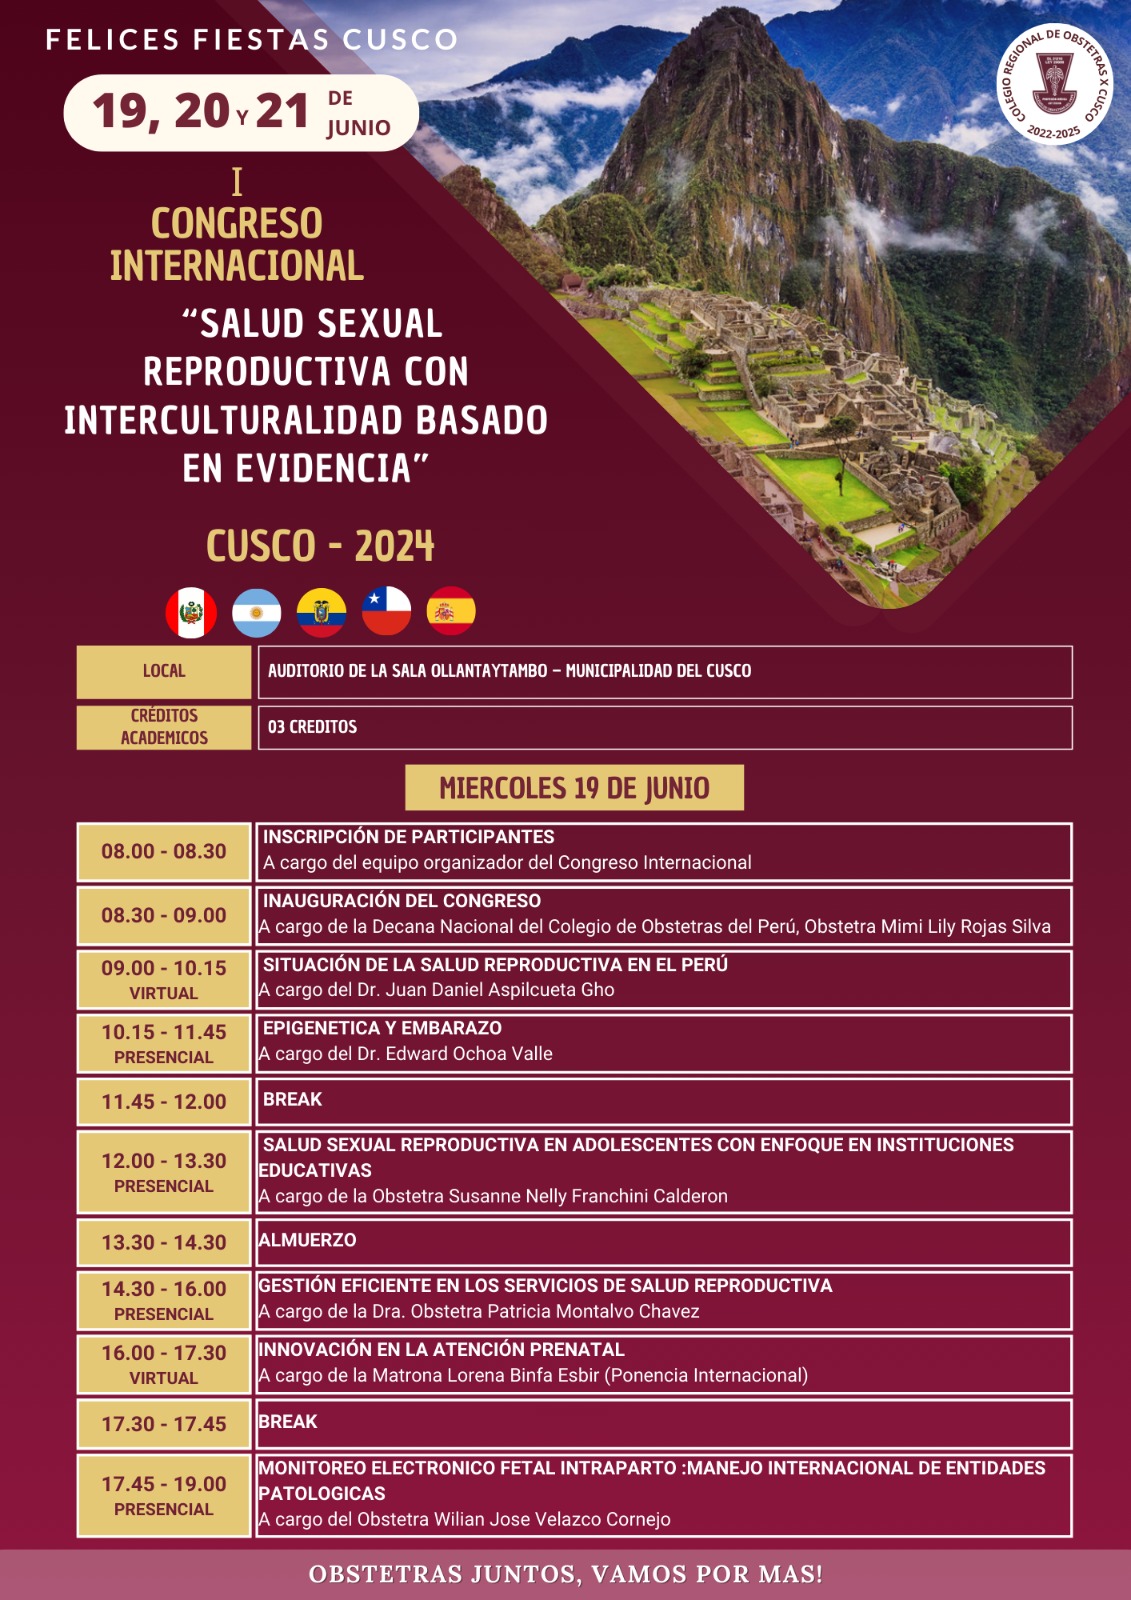 FELICES FIESTAS CUSCO
19, 20 Y 21 DE JUNIO
COLEGIO REGIONAL DE OBSTETRAS X CUSCO
2022-2025
I
CONGRESO
INTERNACIONAL
“SALUD SEXUAL
REPRODUCTIVA CON
INTERCULTURALIDAD BASADO
EN EVIDENCIA”
CUSCO - 2024
LOCAL
AUDITORIO DE LA SALA OLLANTAYTAMBO – MUNICIPALIDAD DEL CUSCO
CRÉDITOS
ACADEMICOS
03 CREDITOS
MIERCOLES 19 DE JUNIO
08.00 - 08.30
INSCRIPCIÓN DE PARTICIPANTES
A cargo del equipo organizador del Congreso Internacional
08.30 - 09.00
INAUGURACIÓN DEL CONGRESO
A cargo de la Decana Nacional del Colegio de Obstetras del Perú, Obstetra Mimi Lily Rojas Silva
09.00 - 10.15
VIRTUAL
SITUACIÓN DE LA SALUD REPRODUCTIVA EN EL PERÚ
A cargo del Dr. Juan Daniel Aspilcueta Gho
10.15 - 11.45
PRESENCIAL
EPIGENETICA Y EMBARAZO
A cargo del Dr. Edward Ochoa Valle
11.45 - 12.00
BREAK
12.00 - 13.30
PRESENCIAL
SALUD SEXUAL REPRODUCTIVA EN ADOLESCENTES CON ENFOQUE EN INSTITUCIONES
EDUCATIVAS
A cargo de la Obstetra Susanne Nelly Franchini Calderon
13.30 - 14.30
ALMUERZO
14.30 - 16.00
PRESENCIAL
GESTIÓN EFICIENTE EN LOS SERVICIOS DE SALUD REPRODUCTIVA
A cargo de la Dra. Obstetra Patricia Montalvo Chavez
16.00 - 17.30
VIRTUAL
INNOVACIÓN EN LA ATENCIÓN PRENATAL
A cargo de la Matrona Lorena Binfa Esbir (Ponencia Internacional)
17.30 - 17.45
BREAK
17.45 - 19.00
PRESENCIAL
MONITOREO ELECTRONICO FETAL INTRAPARTO :MANEJO INTERNACIONAL DE ENTIDADES
PATOLOGICAS
A cargo del Obstetra Wilian Jose Velazco Cornejo
OBSTETRAS JUNTOS, VAMOS POR MAS!